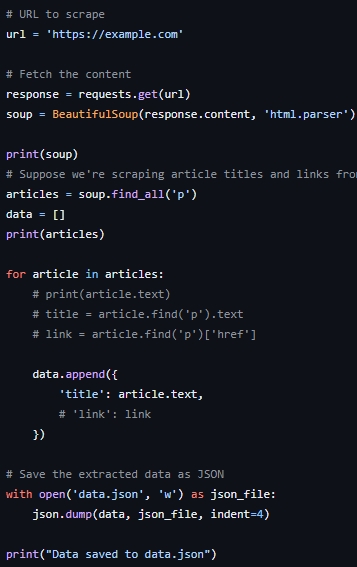 # URL to scrape
url = 'https://example.com'
# Fetch the content
response = requests.get(url)
soup = BeautifulSoup(response.content, 'html.parser')
print(soup)
# Suppose we're scraping article titles and links from
articles = soup.find_all('p')
data = []
print(articles)
for article in articles:
    # print(article.text)
    # title = article.find('p').text
    # link = article.find('p')['href']
    data.append({
        'title': article.text,
        # 'link': link
    })
# Save the extracted data as JSON
with open('data.json', 'w') as json_file:
    json.dump(data, json_file, indent=4)
print("Data saved to data.json")